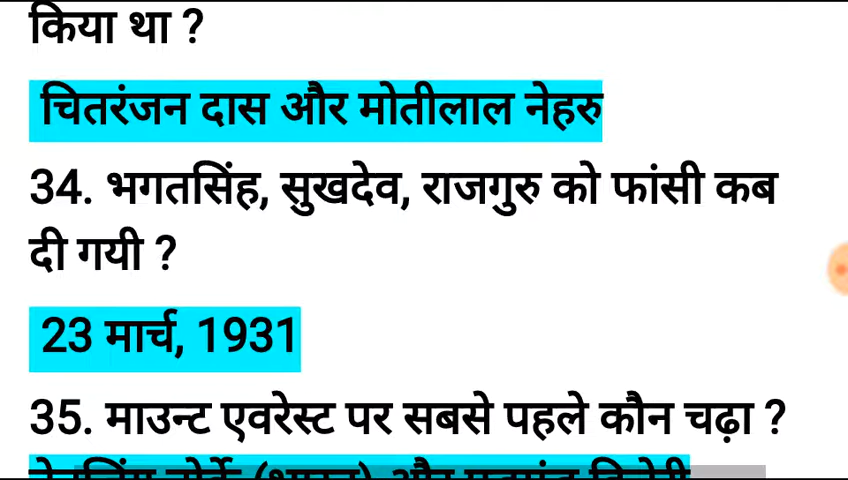 किया था ?
चितरंजन दास और मोतीलाल नेहरु
34. भगतसिंह, सुखदेव, राजगुरु को फांसी कब
दी गयी ?
23 मार्च, 1931
35. माउन्ट एवरेस्ट पर सबसे पहले कौन चढ़ा ?